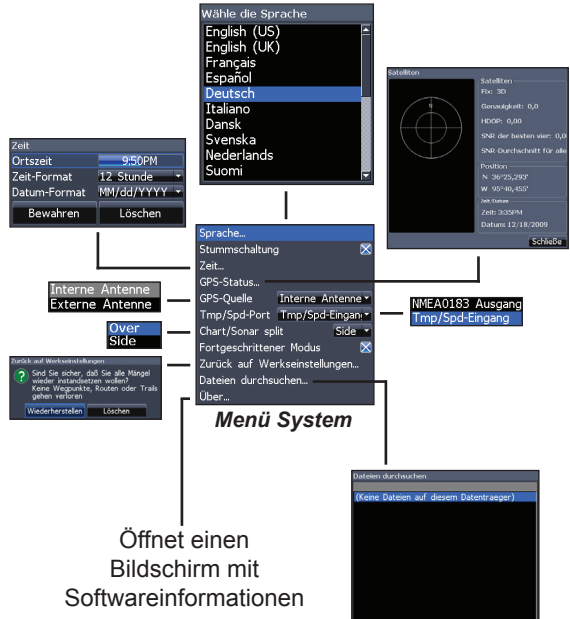 Wähle die Sprache
English (US)
English (UK)
Français
Español
Deutsch
Italiano
Dansk
Svenska
Nederlands
Suomi
Satelliten
Satelliten
Fix: 3D
N
Genauigkeit: 0,0
HDOP: 0,00
SNR der besten vier: 0,0
SNR-Durchschnitt für alle
Position
N 36°25,293'
W 95°40,455'
Zeit/Datum
Zeit: 3:35PM
Datum: 12/18/2009
Schließe
Zeit
Ortszeit 9:50PM
Zeit-Format 12 Stunde
Datum-Format MM/dd/YYYY
Bewahren Löschen
Sprache...
Stummschaltung
Zeit...
GPS-Status...
GPS-Quelle Interne Antenne
Tmp/Spd-Port Tmp/Spd-Eingan
Chart/Sonar split Side
Fortgeschrittener Modus
Zurück auf Werkseinstellungen...
Dateien durchsuchen...
Über...
Interne Antenne
Externe Antenne
Over
Side
NMEA0183 Ausgang
Tmp/Spd-Eingang
Zurück auf Werkseinstellungen
Sind Sie sicher, daß Sie alle Mängel
wieder instandsetzen wollen?
Keine Wegpunkte, Routen oder Trails
gehen verloren
Wiederherstellen Löschen
Menü System
Dateien durchsuchen
(Keine Dateien auf diesem Datentraeger)
Öffnet einen
Bildschirm mit
Softwareinformationen